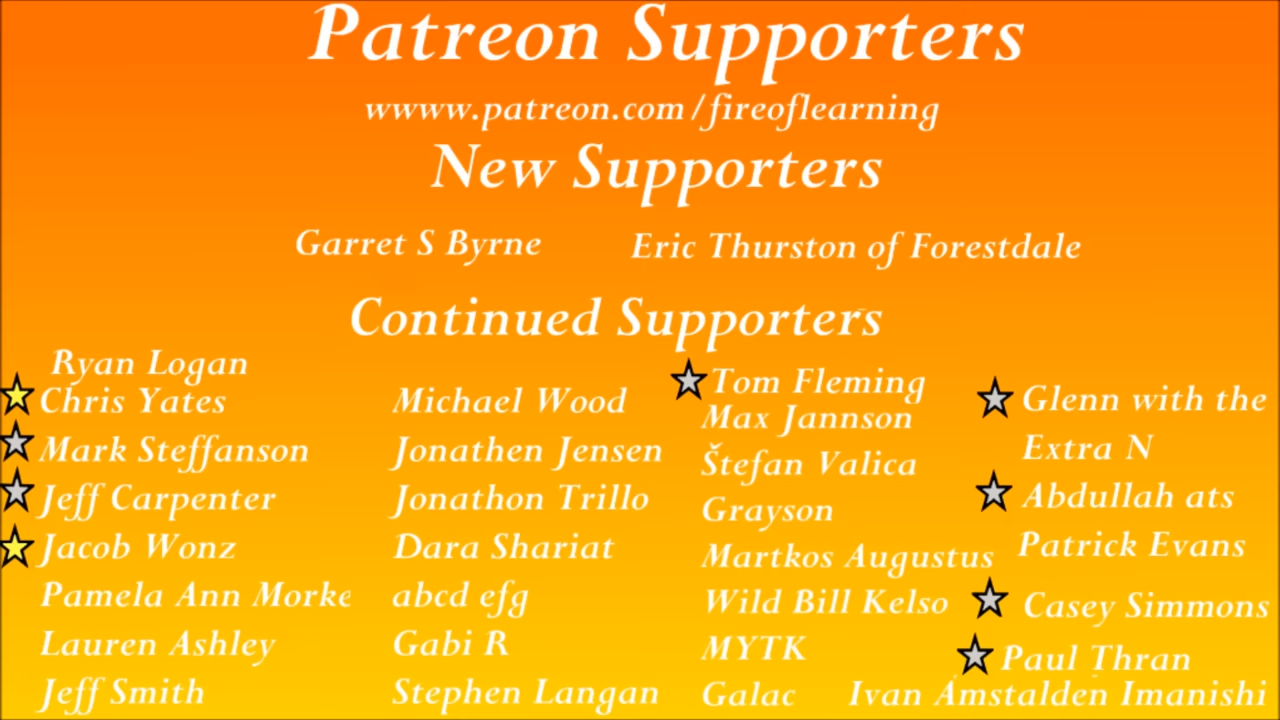 Patreon Supporters
wwww.patreon.com/fireoflearning
New Supporters
Garret S Byrne
Eric Thurston of Forestdale
Continued Supporters
Ryan Logan
Chris Yates
Mark Steffanson
Jeff Carpenter
Jacob Wonz
Pamela Ann Morke
Lauren Ashley
Jeff Smith
Michael Wood
Jonathen Jensen
Jonathon Trillo
Dara Shariat
abcd efg
Gabi R
Stephen Langan
Tom Fleming
Max Jannson
Štefan Valica
Grayson
Martkos Augustus
Wild Bill Kelso
MYTK
Galac
Glenn with the
Extra N
Abdullah ats
Patrick Evans
Casey Simmons
Paul Thran
Ivan Amstalden Imanishi